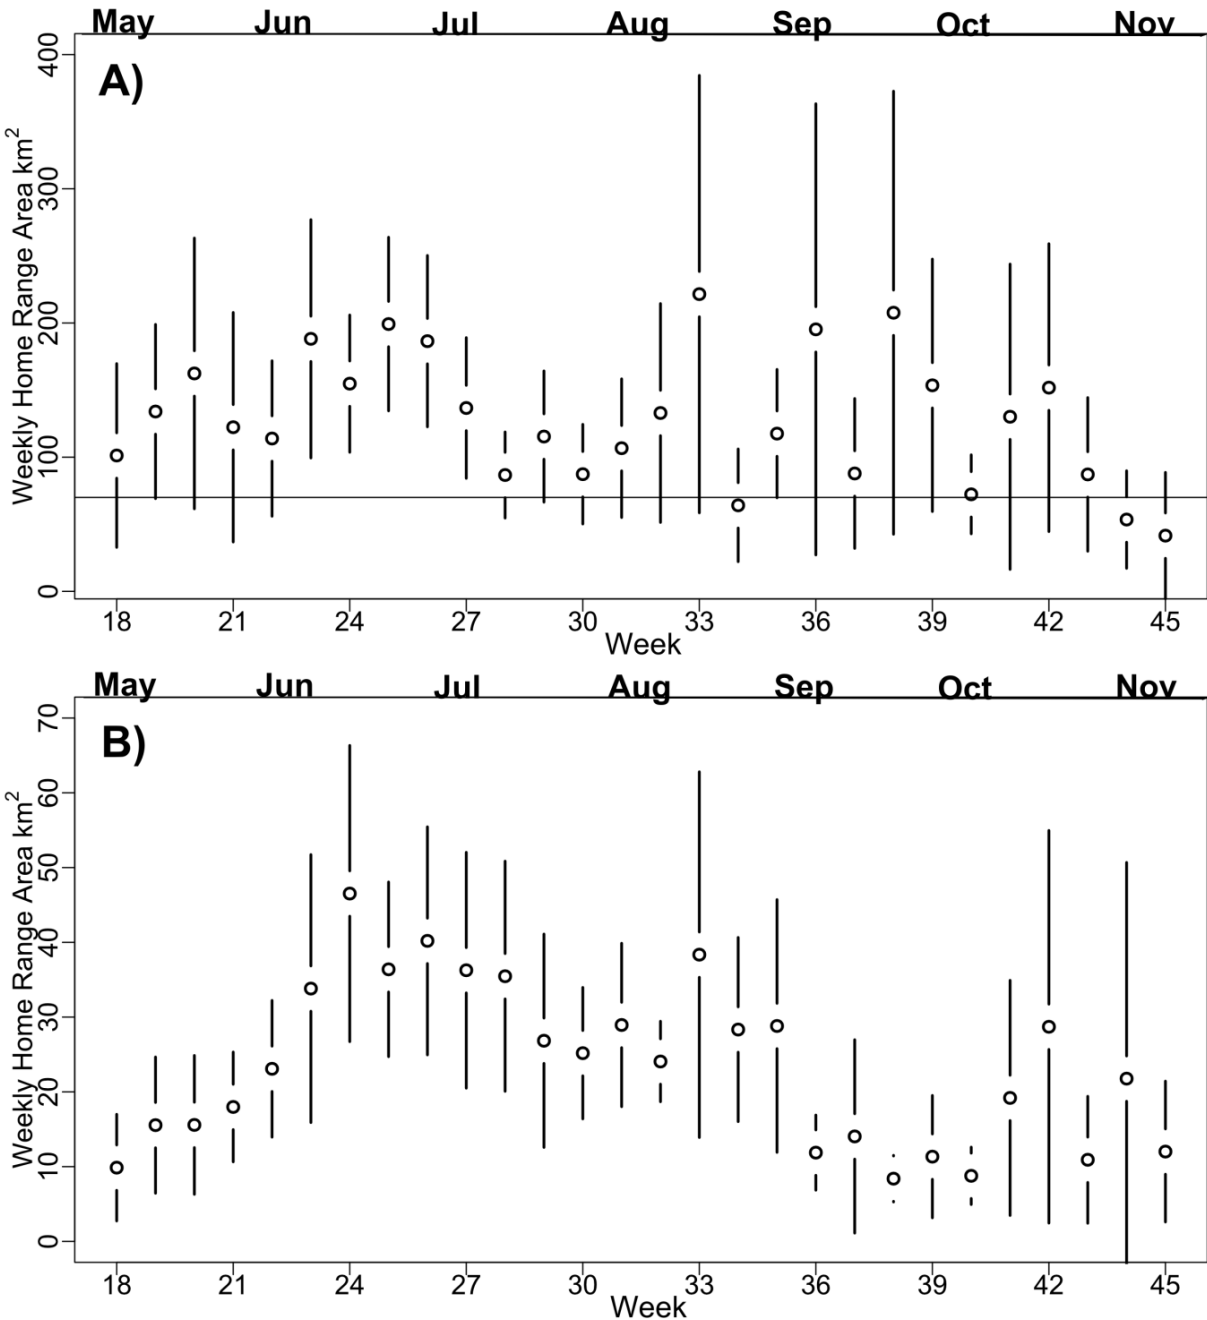 May Jun Jul Aug Sep Oct Nov
A)
Weekly Home Range Area km²
400
300
200
100
0
18 21 24 27 30 33 36 39 42 45
Week
May Jun Jul Aug Sep Oct Nov
B)
Weekly Home Range Area km²
70
60
50
40
30
20
10
0
18 21 24 27 30 33 36 39 42 45
Week